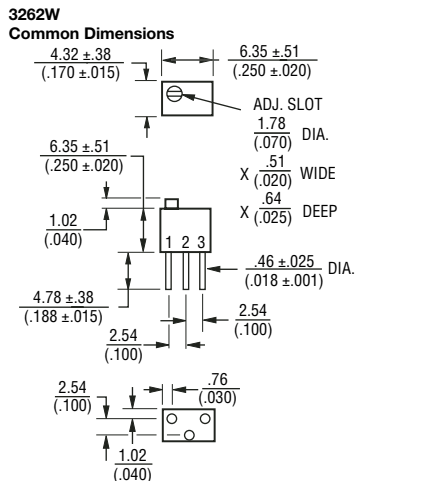 3262W
Common Dimensions
4.32 ±.38
(.170 ±.015)
6.35 ±.51
(.250 ±.020)
ADJ. SLOT
1.78
(.070) DIA.
X .51
(.020) WIDE
X .64
(.025) DEEP
6.35 ±.51
(.250 ±.020)
1.02
(.040)
1 2 3
.46 ±.025
(.018 ±.001) DIA.
4.78 ±.38
(.188 ±.015)
2.54
(.100)
2.54
(.100)
2.54
(.100)
.76
(.030)
1.02
(.040)